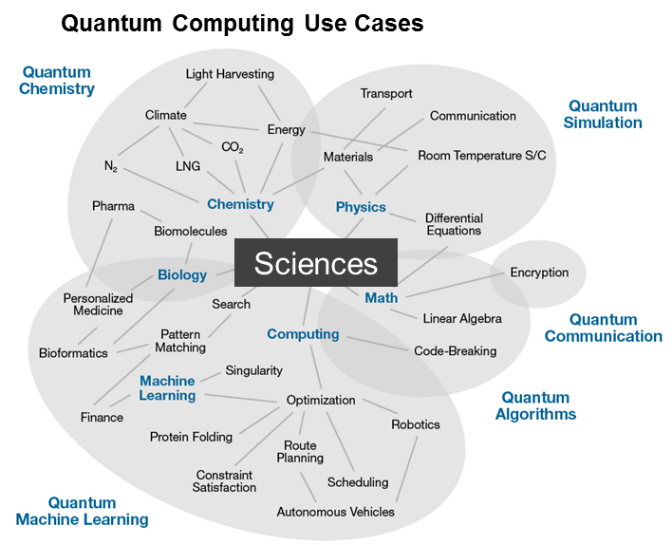 Quantum Computing Use Cases
Quantum
Chemistry
Light Harvesting
Climate
Energy
CO₂
N₂
LNG
Chemistry
Pharma
Biomolecules
Transport
Communication
Materials
Room Temperature S/C
Physics
Differential
Equations
Quantum
Simulation
Sciences
Biology
Personalized
Medicine
Search
Math
Encryption
Linear Algebra
Quantum
Communication
Computing
Code-Breaking
Pattern
Matching
Bioformatics
Machine
Learning
Singularity
Optimization
Quantum
Algorithms
Finance
Robotics
Protein Folding
Route
Planning
Constraint
Satisfaction
Scheduling
Autonomous Vehicles
Quantum
Machine Learning